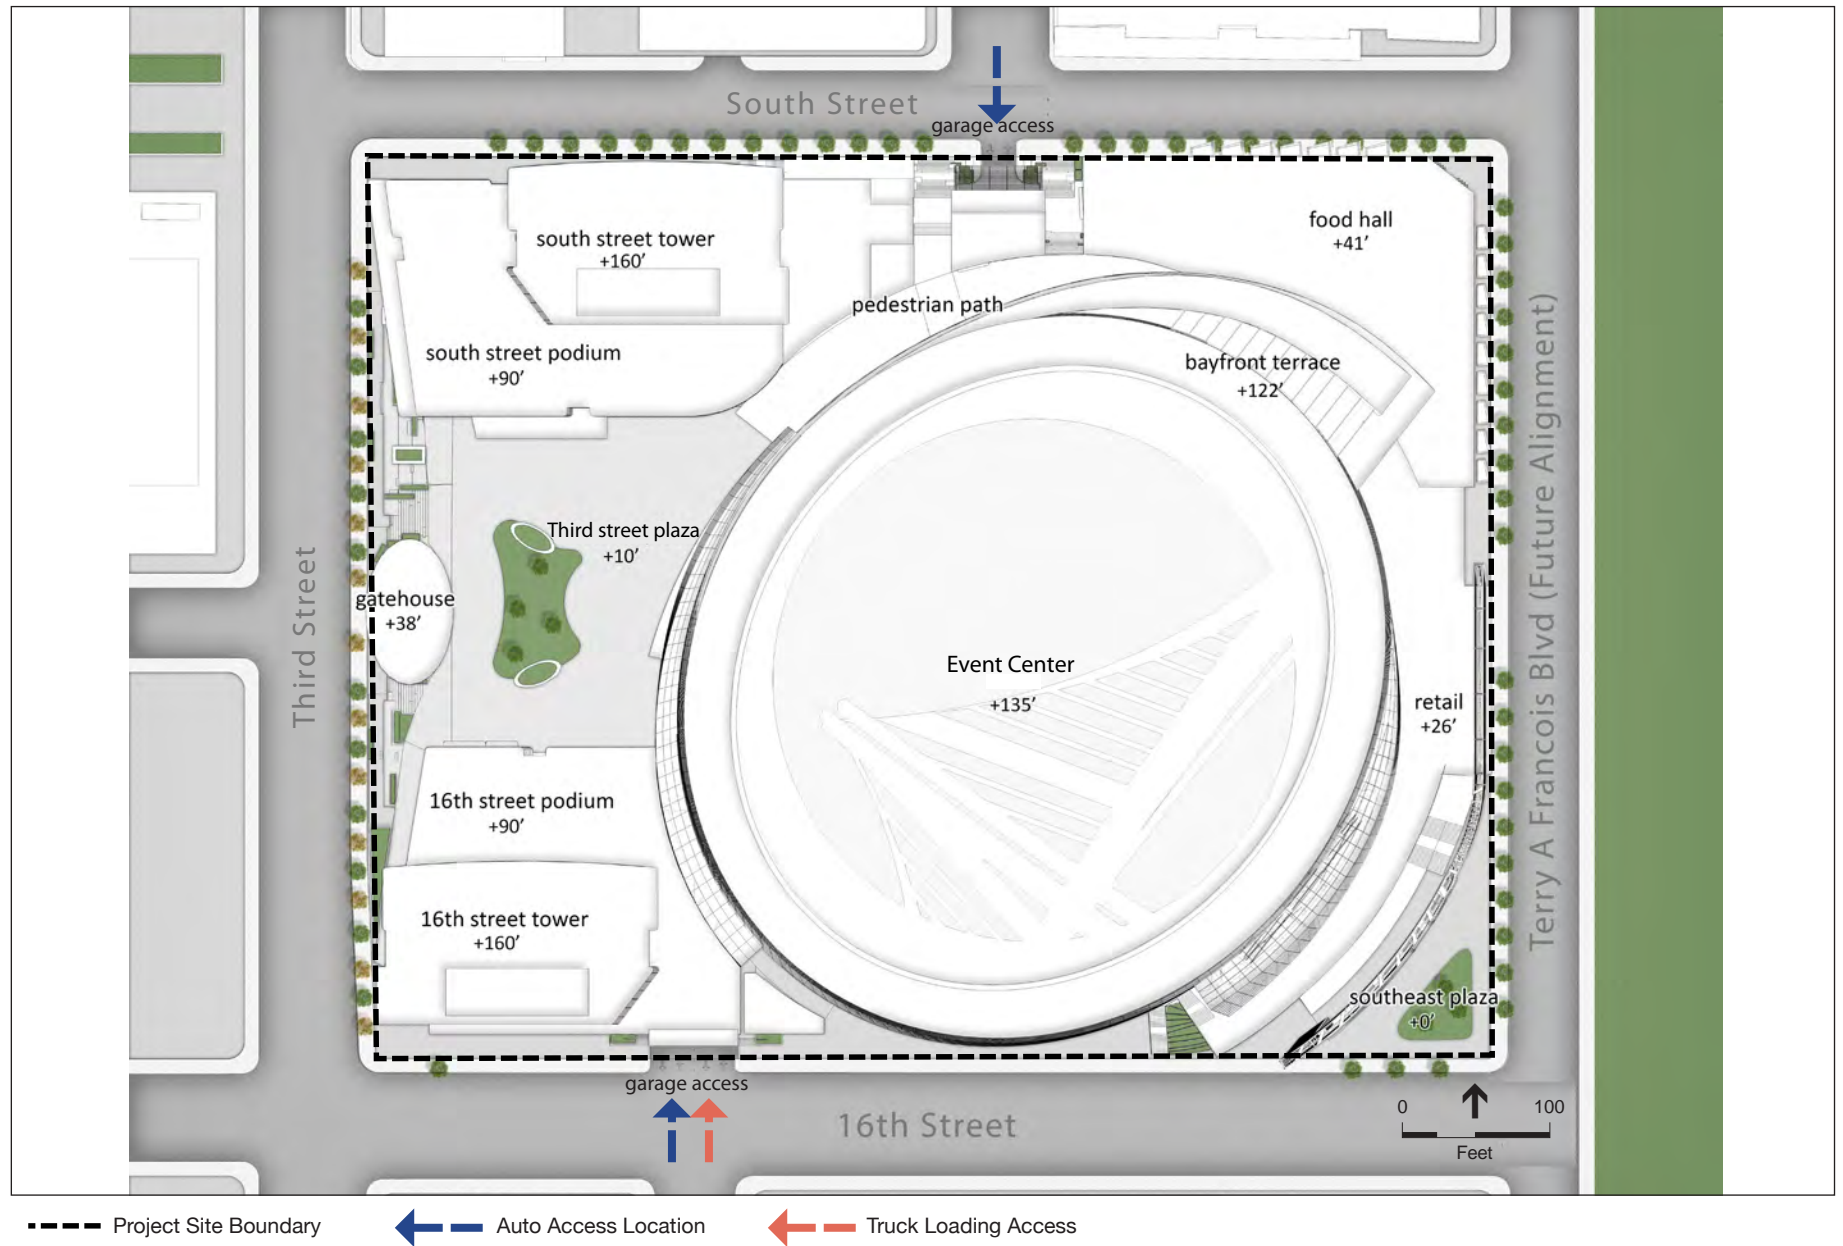 South Street
garage access
south street tower
+160'
food hall
+41'
pedestrian path
south street podium
+90'
bayfront terrace
+122'
Third street plaza
+10'
gatehouse
+38'
Third Street
Terry A Francois Blvd (Future Alignment)
Event Center
+135'
retail
+26'
16th street podium
+90'
16th street tower
+160'
southeast plaza
+0'
garage access
16th Street
0 100
Feet
Project Site Boundary
Auto Access Location
Truck Loading Access